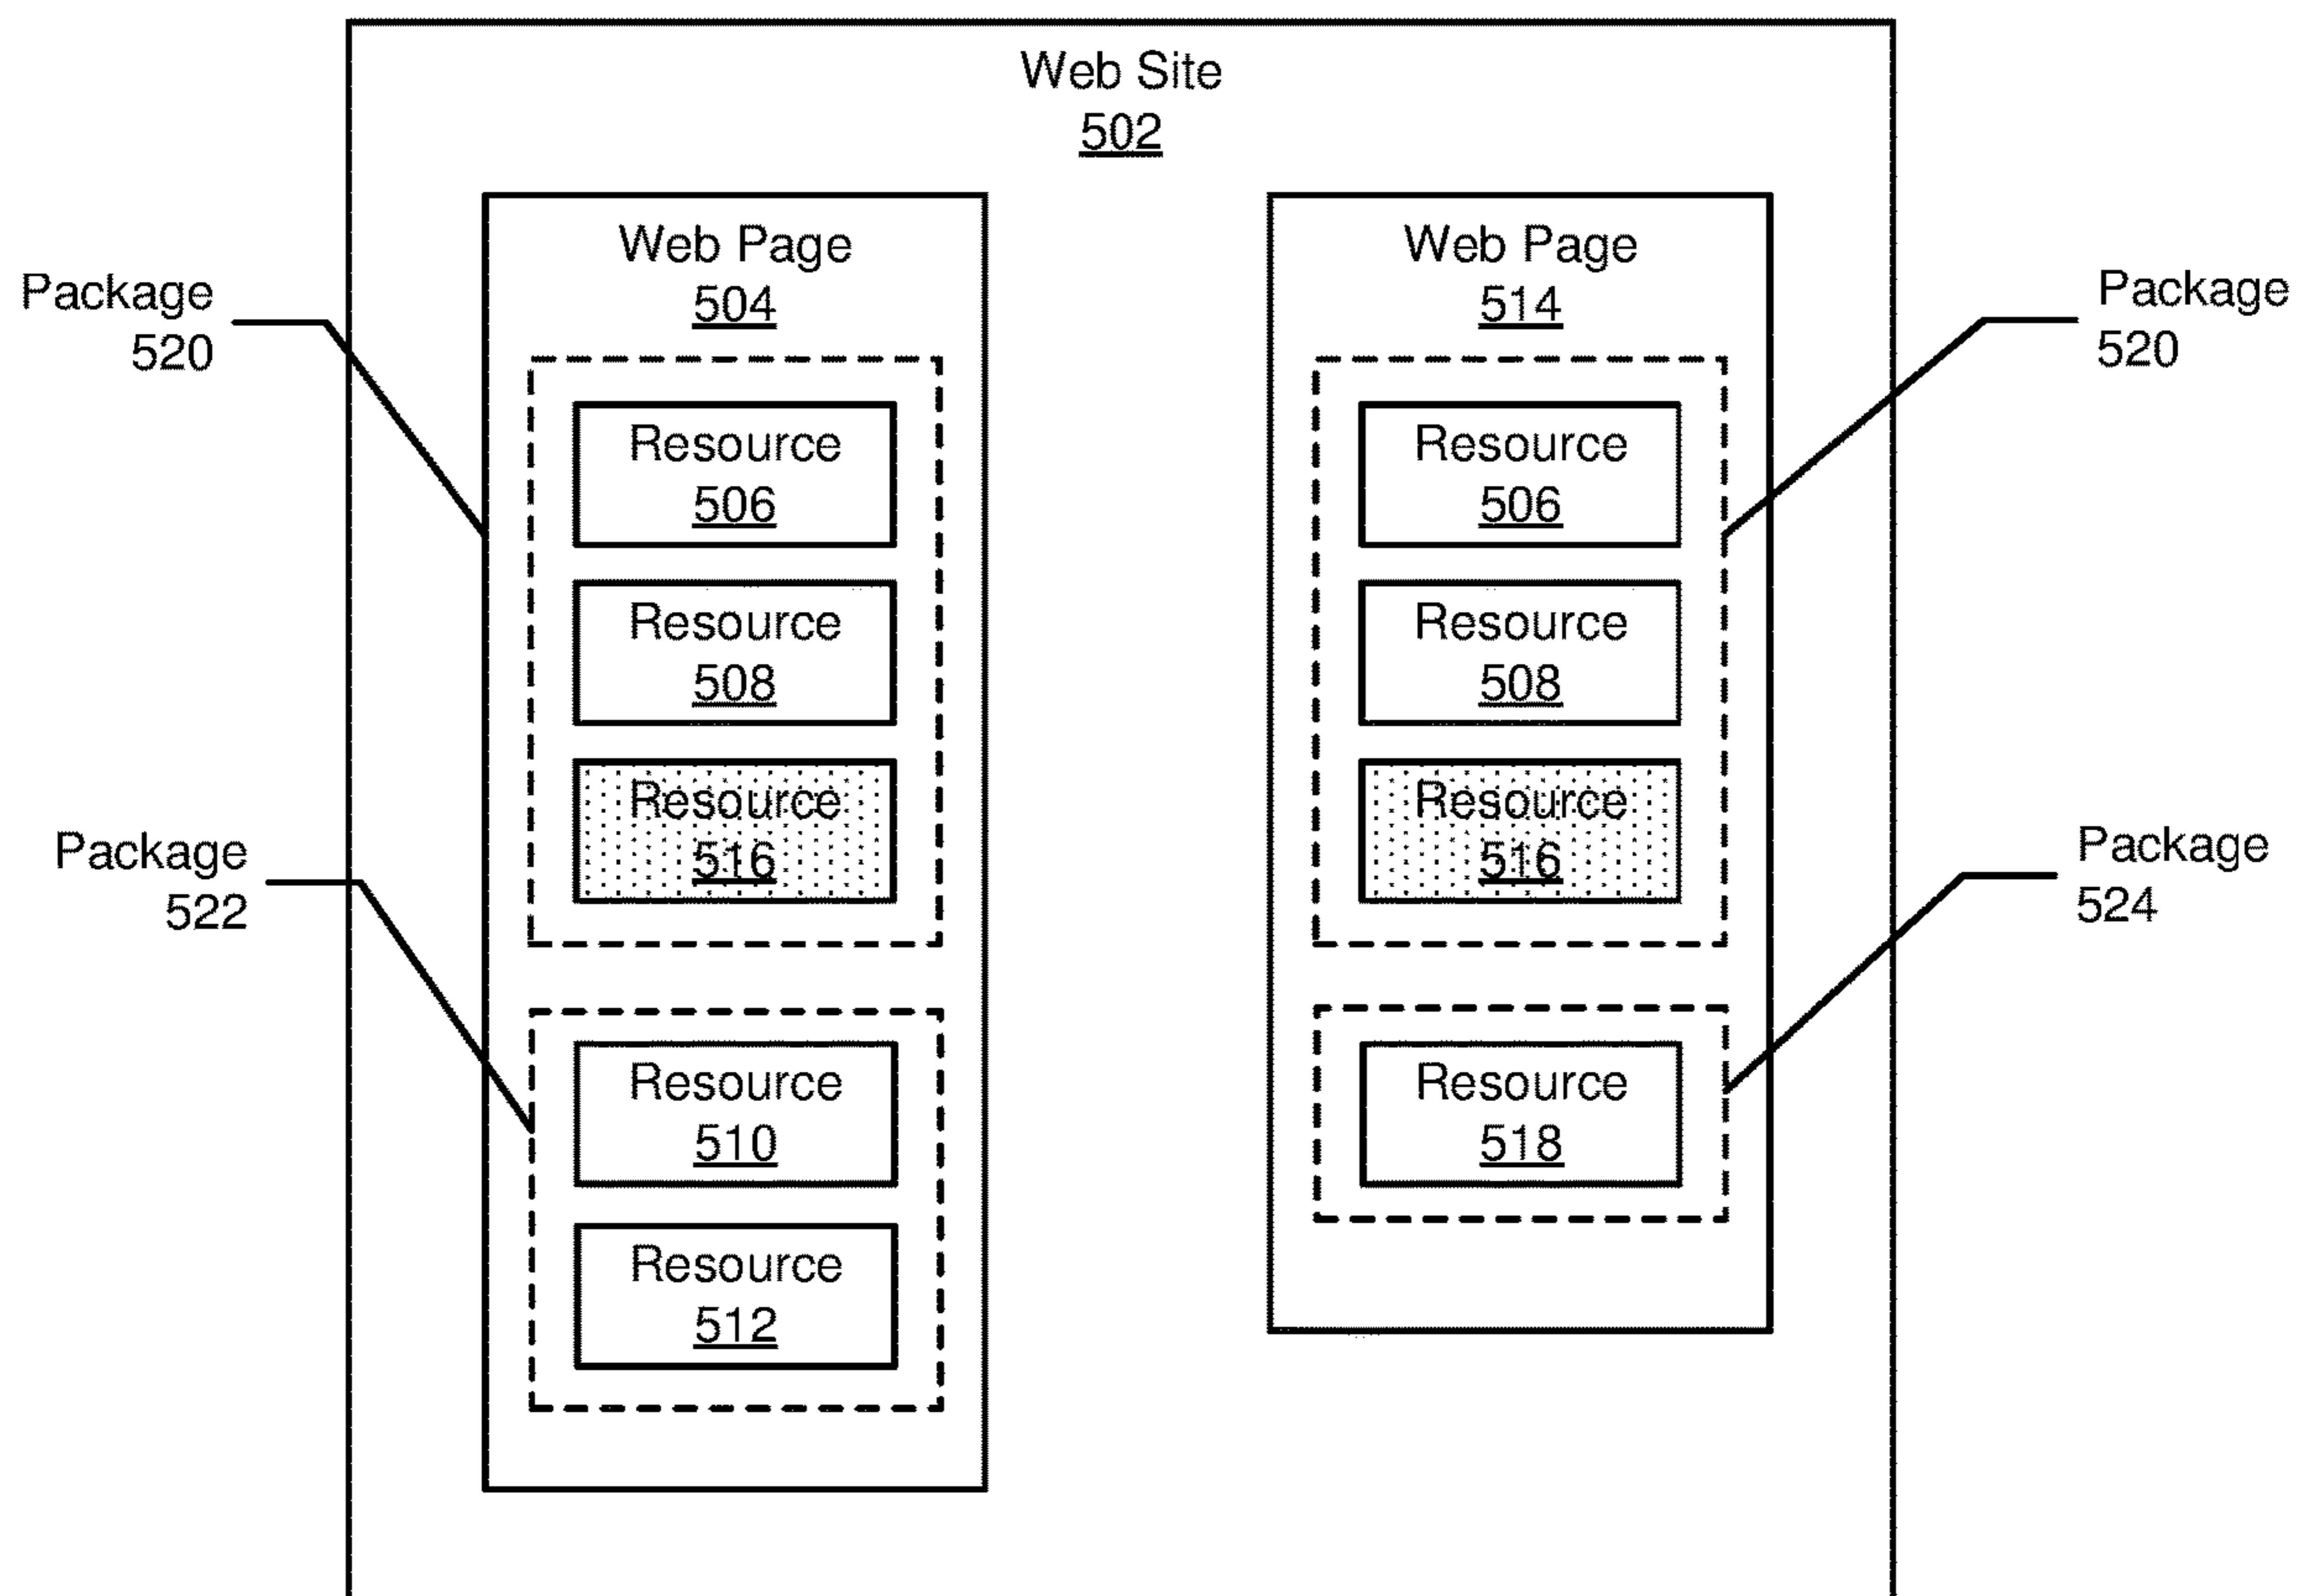 Web Site
502
Package
520
Web Page
504
Resource
506
Resource
508
Resource
516
Package
522
Resource
510
Resource
512
Web Page
514
Resource
506
Resource
508
Resource
516
Resource
518
Package
520
Package
524